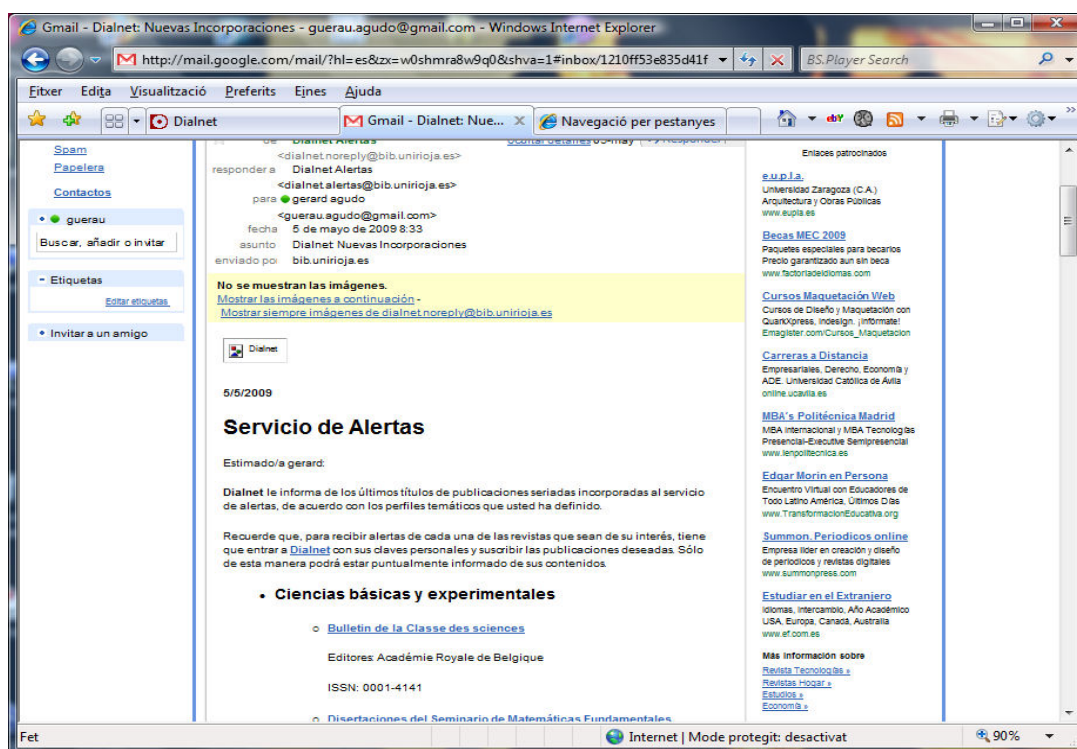 Gmail - Dialnet: Nuevas Incorporaciones - guerau.agudo@gmail.com - Windows Internet Explorer
http://mail.google.com/mail/?hl=es&zx=w0shmra8w9q0&shva=1#inbox/1210ff53e835d41f
BS.Player Search
Fitxer Edita Visualització Preferits Eines Ajuda
Dialnet
Gmail - Dialnet: Nue...
Navegació per pestanyes
Spam
Papelera
Contactos
guerau
Buscar, añadir o invitar
Etiquetas
Editar etiquetas
Invitar a un amigo
de Dialnet Alertas
<dialnet.noreply@bib.unirioja.es>
Ocultar detalles 05-may
Responder
responder a Dialnet Alertas
<dialnet.alertas@bib.unirioja.es>
para gerard agudo
<guerau.agudo@gmail.com>
fecha 5 de mayo de 2009 8:33
asunto Dialnet: Nuevas Incorporaciones
enviado por bib.unirioja.es
No se muestran las imágenes.
Mostrar las imágenes a continuación -
Mostrar siempre imágenes de dialnet.noreply@bib.unirioja.es
Dialnet
5/5/2009
Servicio de Alertas
Estimado/a gerard:
Dialnet le informa de los últimos títulos de publicaciones seriadas incorporadas al servicio
de alertas, de acuerdo con los perfiles temáticos que usted ha definido.
Recuerde que, para recibir alertas de cada una de las revistas que sean de su interés, tiene
que entrar a Dialnet con sus claves personales y suscribir las publicaciones deseadas. Sólo
de esta manera podrá estar puntualmente informado de sus contenidos.
Ciencias básicas y experimentales
Bulletin de la Classe des sciences
Editores: Académie Royale de Belgique
ISSN: 0001-4141
Disertaciones del Seminario de Matemáticas Fundamentales
Enlaces patrocinados
e.u.p.l.a.
Universidad Zaragoza (C.A.)
Arquitectura y Obras Públicas
www.eupla.es
Becas MEC 2009
Paquetes especiales para becarios
Precio garantizado aun sin beca
www.factoriadeidiomas.com
Cursos Maquetación Web
Cursos de Diseño y Maquetación con
QuarkXpress, Indesign. ¡Infórmate!
Emagister.com/Cursos_Maquetacion
Carreras a Distancia
Empresariales, Derecho, Economía y
ADE. Universidad Católica de Ávila
online.ucavila.es
MBA's Politécnica Madrid
MBA Internacional y MBA Tecnologías
Presencial-Executive Semipresencial
www.ienpolitecnica.es
Edgar Morin en Persona
Encuentro Virtual con Educadores de
Todo Latino América, Últimos Días
www.TransformacionEducativa.org
Summon. Periodicos online
Empresa líder en creación y diseño
de periodicos y revistas digitales
www.summonpress.com
Estudiar en el Extranjero
Idiomas, Intercambio, Año Académico
USA, Europa, Canadá, Australia
www.ef.com.es
Más información sobre
Revista Tecnologías »
Revistas Hogar »
Estudios »
Economía »
Fet
Internet | Mode protegit: desactivat
90%